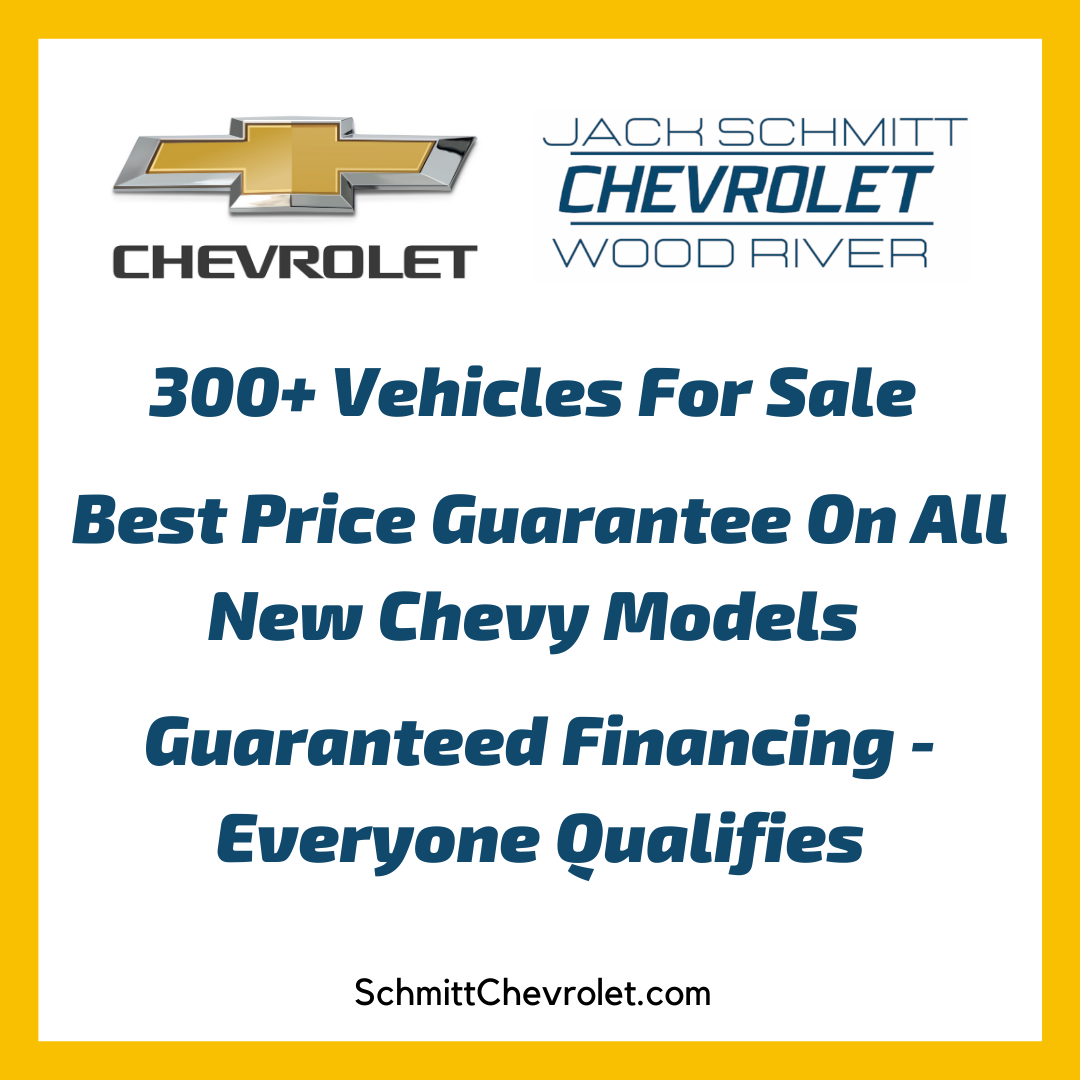 CHEVROLET
JACK SCHMITT
CHEVROLET
WOOD RIVER
300+ Vehicles For Sale
Best Price Guarantee On All
New Chevy Models
Guaranteed Financing -
Everyone Qualifies
SchmittChevrolet.com